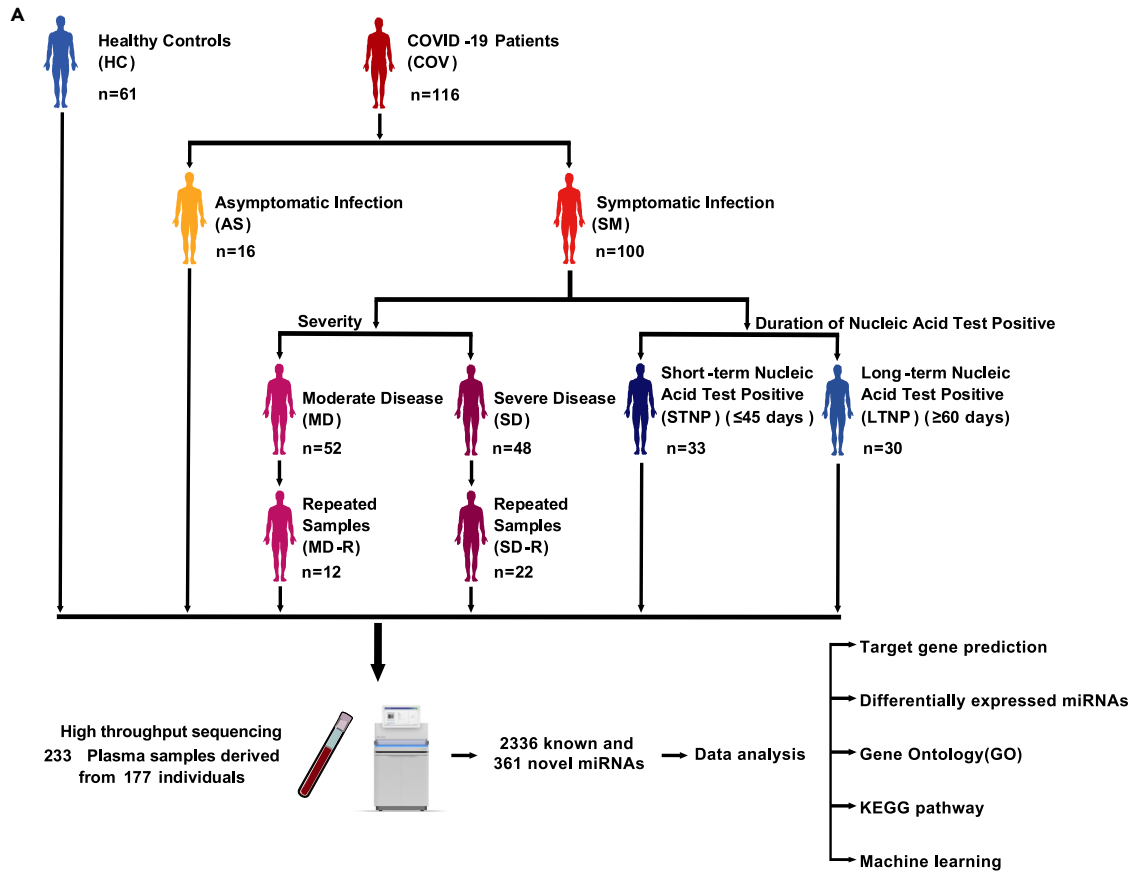 A
Healthy Controls
(HC)
n=61
COVID -19 Patients
(COV)
n=116
Asymptomatic Infection
(AS)
n=16
Symptomatic Infection
(SM)
n=100
Severity
Duration of Nucleic Acid Test Positive
Moderate Disease
(MD)
n=52
Severe Disease
(SD)
n=48
Short-term Nucleic
Acid Test Positive
(STNP) (≤45 days )
n=33
Long-term Nucleic
Acid Test Positive
(LTNP) (≥60 days)
n=30
Repeated
Samples
(MD-R)
n=12
Repeated
Samples
(SD-R)
n=22
High throughput sequencing
233 Plasma samples derived
from 177 individuals
2336 known and
361 novel miRNAs
Data analysis
Target gene prediction
Differentially expressed miRNAs
Gene Ontology(GO)
KEGG pathway
Machine learning